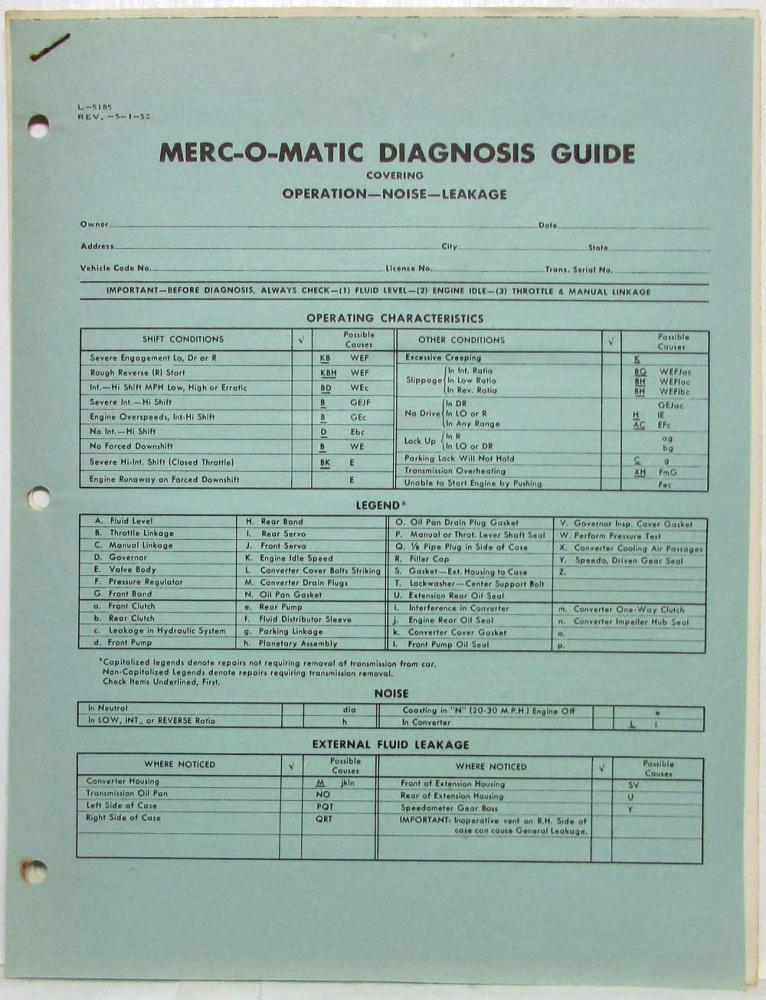 L-5185
REV. -5-1-52
MERC-O-MATIC DIAGNOSIS GUIDE
COVERING
OPERATION—NOISE—LEAKAGE
Owner Date
Address City State
Vehicle Code No. License No. Trans. Serial No.
IMPORTANT—BEFORE DIAGNOSIS, ALWAYS CHECK—(1) FLUID LEVEL—(2) ENGINE IDLE—(3) THROTTLE & MANUAL LINKAGE
OPERATING CHARACTERISTICS
SHIFT CONDITIONS √ Possible Causes
Severe Engagement Lo, Dr or R KB WEF
Rough Reverse (R) Start KBH WEF
Int.—Hi Shift MPH Low, High or Erratic BD WEc
Severe Int.—Hi Shift B GEJF
Engine Overspeeds, Int-Hi Shift B GEc
No Int.—Hi Shift D Ebc
No Forced Downshift B WE
Severe Hi-Int. Shift (Closed Throttle) BK E
Engine Runaway on Forced Downshift E
OTHER CONDITIONS √ Possible Causes
Excessive Creeping K
Slippage
In Int. Ratio BG WEFJac
In Low Ratio BH WEFIac
In Rev. Ratio BH WEFIbc
No Drive
In DR GEJac
In LO or R H IE
In Any Range AC EFc
Lock Up
In R ag
In LO or DR bg
Parking Lock Will Not Hold C g
Transmission Overheating XH FmG
Unable to Start Engine by Pushing Fec
LEGEND*
A. Fluid Level
B. Throttle Linkage
C. Manual Linkage
D. Governor
E. Valve Body
F. Pressure Regulator
G. Front Band
a. Front Clutch
b. Rear Clutch
c. Leakage in Hydraulic System
d. Front Pump
H. Rear Band
I. Rear Servo
J. Front Servo
K. Engine Idle Speed
L. Converter Cover Bolts Striking
M. Converter Drain Plugs
N. Oil Pan Gasket
e. Rear Pump
f. Fluid Distributor Sleeve
g. Parking Linkage
h. Planetary Assembly
O. Oil Pan Drain Plug Gasket
P. Manual or Throt. Lever Shaft Seal
Q. ⅛ Pipe Plug in Side of Case
R. Filler Cap
S. Gasket—Ext. Housing to Case
T. Lockwasher—Center Support Bolt
U. Extension Rear Oil Seal
i. Interference in Converter
j. Engine Rear Oil Seal
k. Converter Cover Gasket
l. Front Pump Oil Seal
V. Governor Insp. Cover Gasket
W. Perform Pressure Test
X. Converter Cooling Air Passages
Y. Speedo, Driven Gear Seal
Z.
m. Converter One-Way Clutch
n. Converter Impeller Hub Seal
o.
p.
*Capitalized legends denote repairs not requiring removal of transmission from car.
Non-Capitalized Legends denote repairs requiring transmission removal.
Check Items Underlined, First.
NOISE
In Neutral dia Coasting in "N" (20-30 M.P.H.) Engine Off e
In LOW, INT., or REVERSE Ratio h In Converter L i
EXTERNAL FLUID LEAKAGE
WHERE NOTICED √ Possible Causes
Converter Housing M jkln
Transmission Oil Pan NO
Left Side of Case PQT
Right Side of Case QRT
WHERE NOTICED √ Possible Causes
Front of Extension Housing SV
Rear of Extension Housing U
Speedometer Gear Boss Y
IMPORTANT: Inoperative vent on R.H. Side of
case can cause General Leakage.